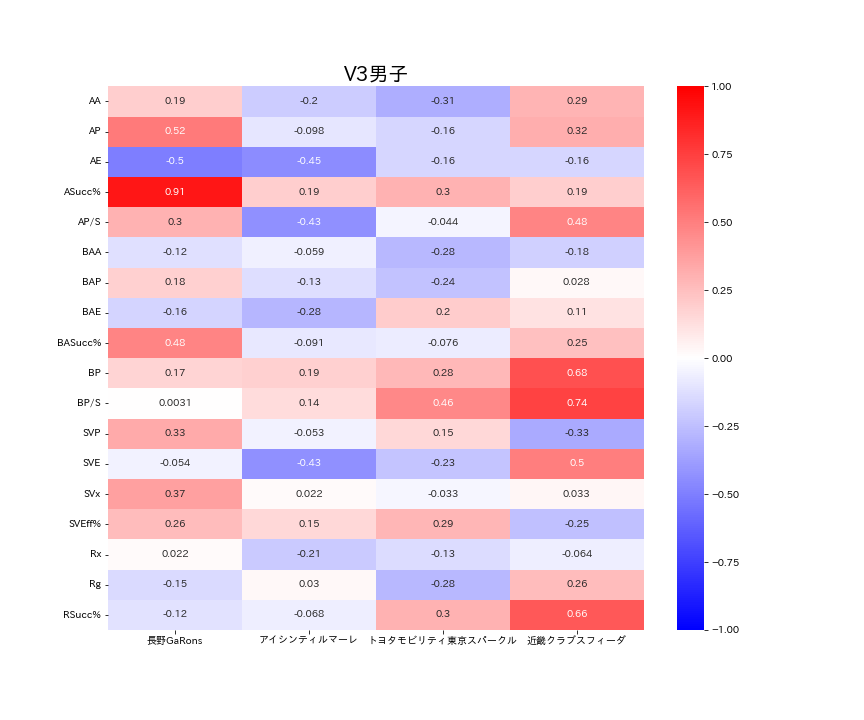 V3男子
AA 0.19 -0.2 -0.31 0.29
AP 0.52 -0.098 -0.16 0.32
AE -0.5 -0.45 -0.16 -0.16
ASucc% 0.91 0.19 0.3 0.19
AP/S 0.3 -0.43 -0.044 0.48
BAA -0.12 -0.059 -0.28 -0.18
BAP 0.18 -0.13 -0.24 0.028
BAE -0.16 -0.28 0.2 0.11
BASucc% 0.48 -0.091 -0.076 0.25
BP 0.17 0.19 0.28 0.68
BP/S 0.0031 0.14 0.46 0.74
SVP 0.33 -0.053 0.15 -0.33
SVE -0.054 -0.43 -0.23 0.5
SVx 0.37 0.022 -0.033 0.033
SVEff% 0.26 0.15 0.29 -0.25
Rx 0.022 -0.21 -0.13 -0.064
Rg -0.15 0.03 -0.28 0.26
RSucc% -0.12 -0.068 0.3 0.66
長野GaRons アイシンティルマーレ トヨタモビリティ東京スパークル 近畿クラブスフィーダ
1.00
0.75
0.50
0.25
0.00
−0.25
−0.50
−0.75
−1.00